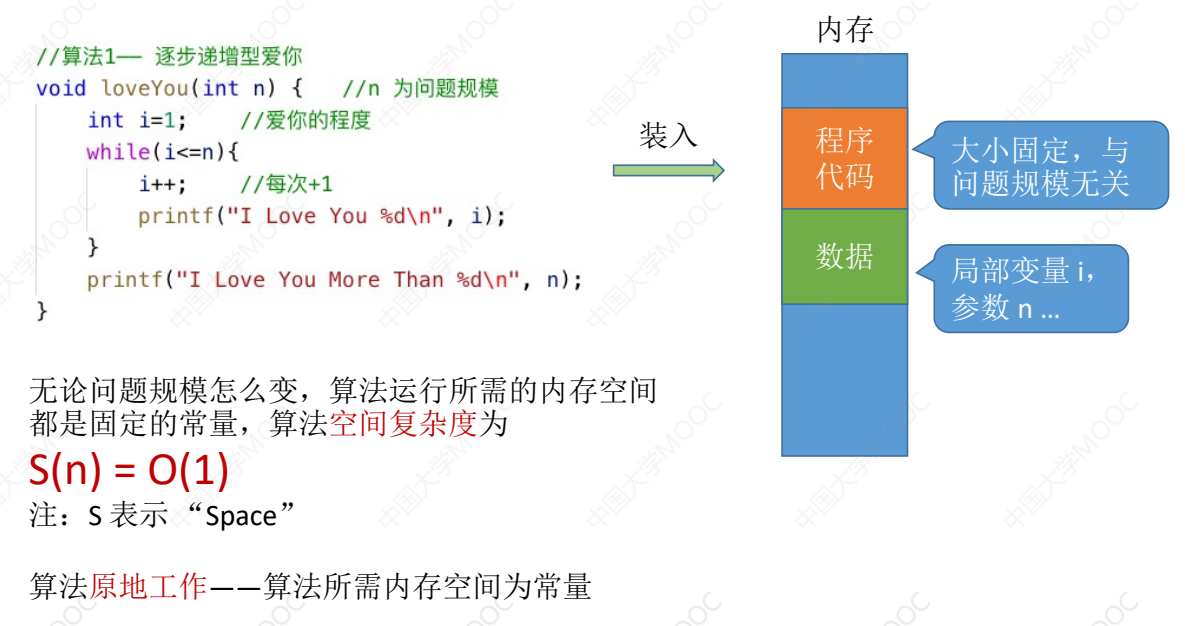 //算法1—— 逐步递增型爱你
void loveYou(int n) {   //n 为问题规模
    int i=1;    //爱你的程度
    while(i<=n){
        i++;    //每次+1
        printf("I Love You %d\n", i);
    }
    printf("I Love You More Than %d\n", n);
}
装入
内存
程序
代码
大小固定，与
问题规模无关
数据
局部变量 i，
参数 n …
无论问题规模怎么变，算法运行所需的内存空间
都是固定的常量，算法空间复杂度为
S(n) = O(1)
注：S 表示 “Space”
算法原地工作——算法所需内存空间为常量
中国大学MOOC